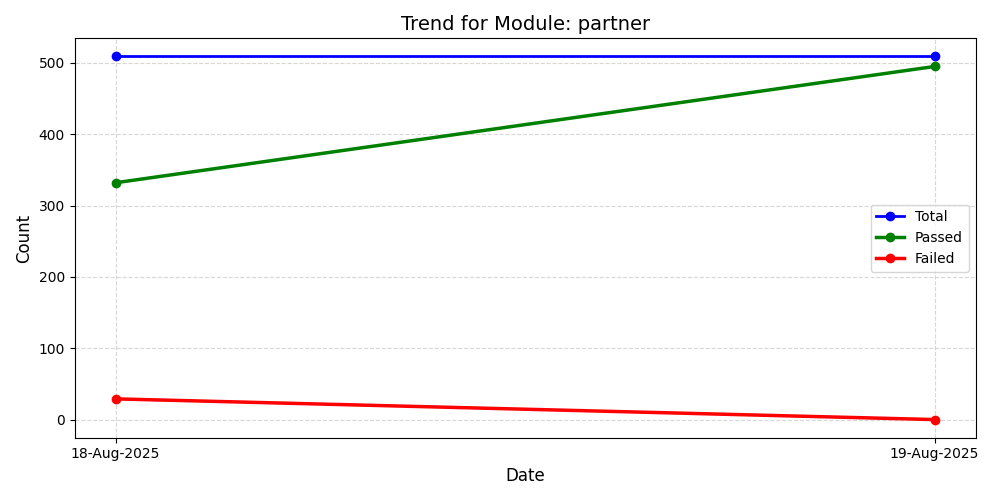 Trend for Module: partner
Count
500
400
300
200
100
0
Total
Passed
Failed
18-Aug-2025
19-Aug-2025
Date